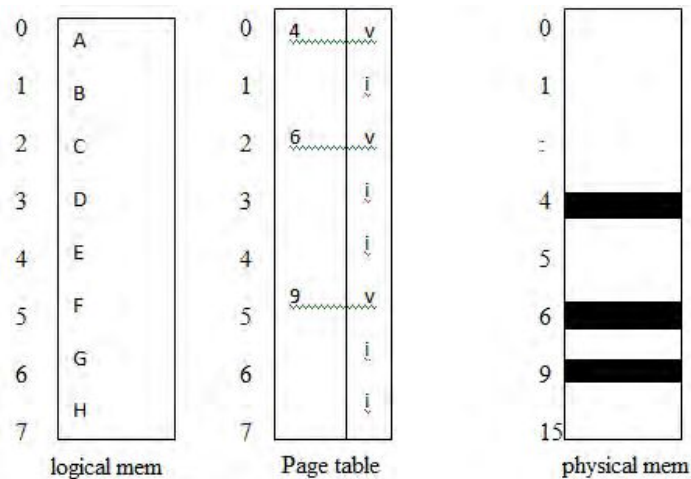 0 A 0 4 v 0
1 B 1 i 1
2 C 2 6 v
3 D 3 i 4
4 E 4 i 5
5 F 5 9 v 6
6 G 6 i 9
7 H 7 i 15
logical mem Page table physical mem